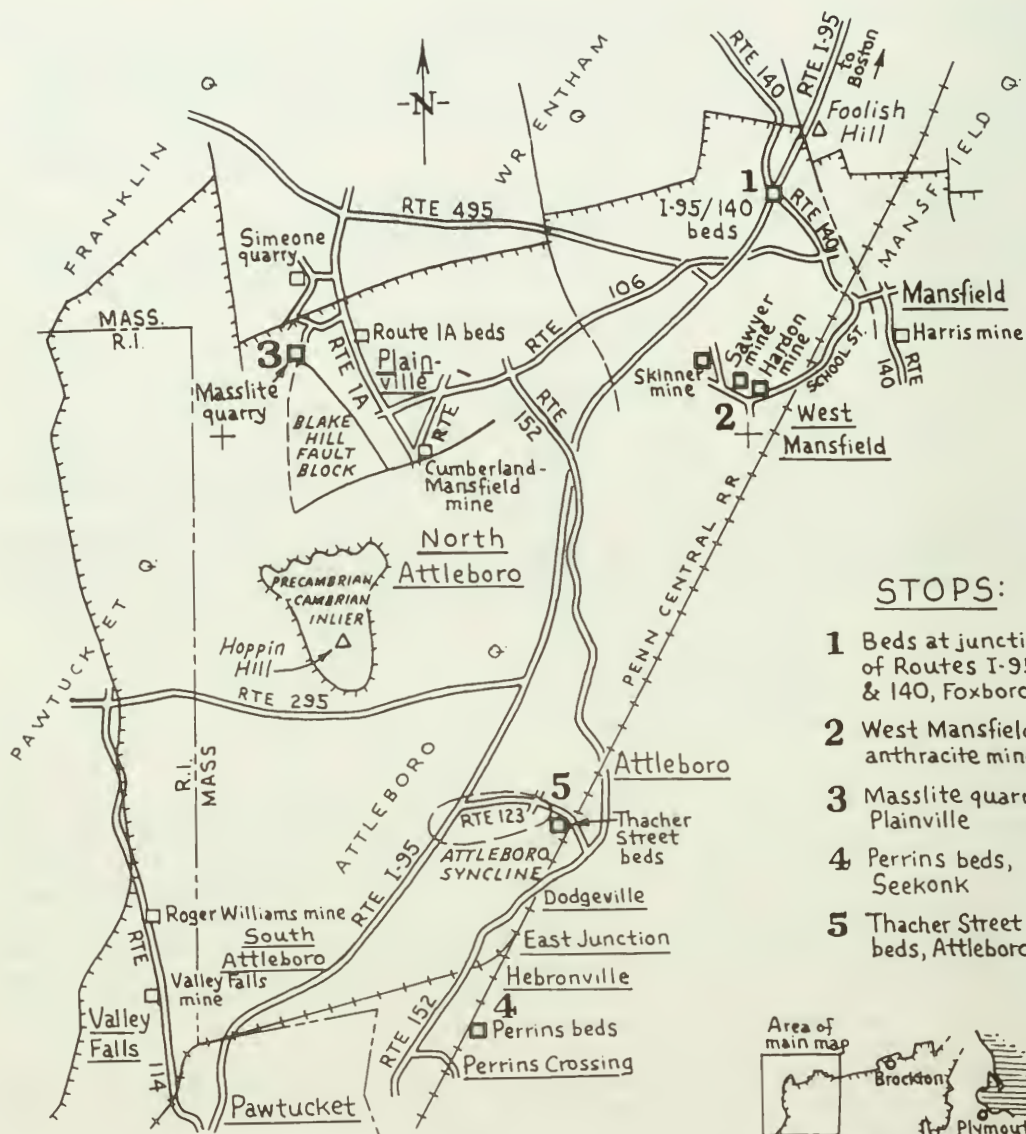 RTE 140
RTE I-95
to Boston
Q.
-N-
Q.
WRENTHAM
Q
Foolish
Hill
FRANKLIN
MANSFIELD
1
I-95/140
beds
RTE 140
RTE 495
Simeone
quarry
106
RTE
Mansfield
Harris mine
RTE
140
SCHOOL ST.
MASS.
R.I.
3
Masslite
quarry
Route 1A beds
RTE 1A
Plain-
ville
RTE
RTE
152
Skinner
mine
Sawyer
mine
Hardon
mine
2
West
Mansfield
BLAKE
HILL
FAULT
BLOCK
Cumberland-
Mansfield
mine
North
Attleboro
PENN CENTRAL RR
Q.
PRECAMBRIAN
CAMBRIAN
INLIER
Hoppin
Hill
Q.
RTE 295
PAWTUCKET
R.I.
MASS
ATTLEBORO
Attleboro
5
RTE 123
Thacher
Street
beds
ATTLEBORO
SYNCLINE
RTE I-95
Dodgeville
East Junction
Hebronville
Roger Williams mine
South
Attleboro
RTE
Valley Falls
mine
Valley
Falls
114
RTE 152
4
Perrins beds
Perrins Crossing
Pawtucket
STOPS:
1 Beds at juncti
of Routes I-95
& 140, Foxboro
2 West Mansfield
anthracite min
3 Masslite quarr
Plainville
4 Perrins beds,
Seekonk
5 Thacher Street
beds, Attleboro
Area of
main map
Brockton
Plymout